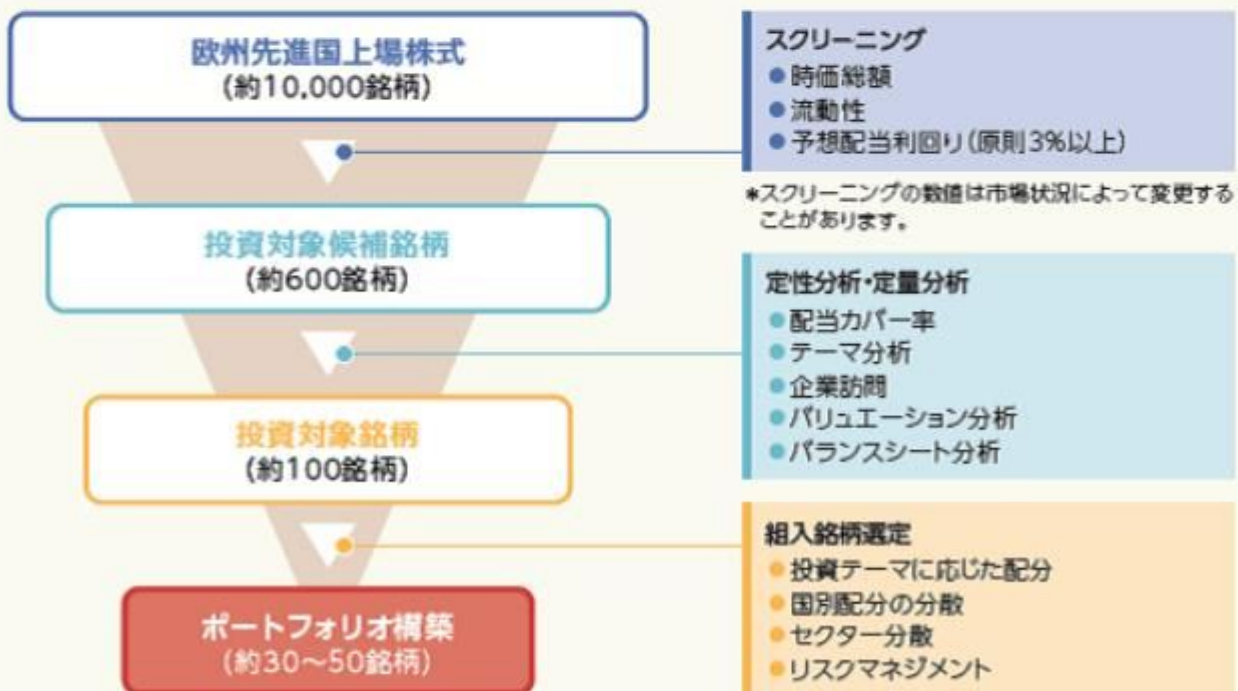 欧州先進国上場株式
(約10,000銘柄)
スクリーニング
●時価総額
●流動性
●予想配当利回り(原則3%以上)
*スクリーニングの数値は市場状況によって変更する
ことがあります。
投資対象候補銘柄
(約600銘柄)
定性分析・定量分析
●配当カバー率
●テーマ分析
●企業訪問
●バリュエーション分析
●バランスシート分析
投資対象銘柄
(約100銘柄)
組入銘柄選定
●投資テーマに応じた配分
●国別配分の分散
●セクター分散
●リスクマネジメント
ポートフォリオ構築
(約30~50銘柄)